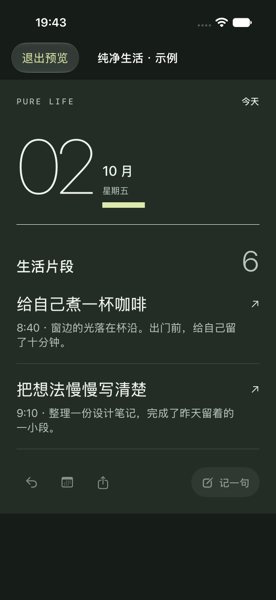 19:43
退出预览
纯净生活 · 示例
PURE LIFE
今天
02
10 月
星期五
生活片段
6
给自己煮一杯咖啡
8:40 · 窗边的光落在杯沿。出门前，给自己留
了十分钟。
把想法慢慢写清楚
9:10 · 整理一份设计笔记，完成了昨天留着的
一小段。
记一句